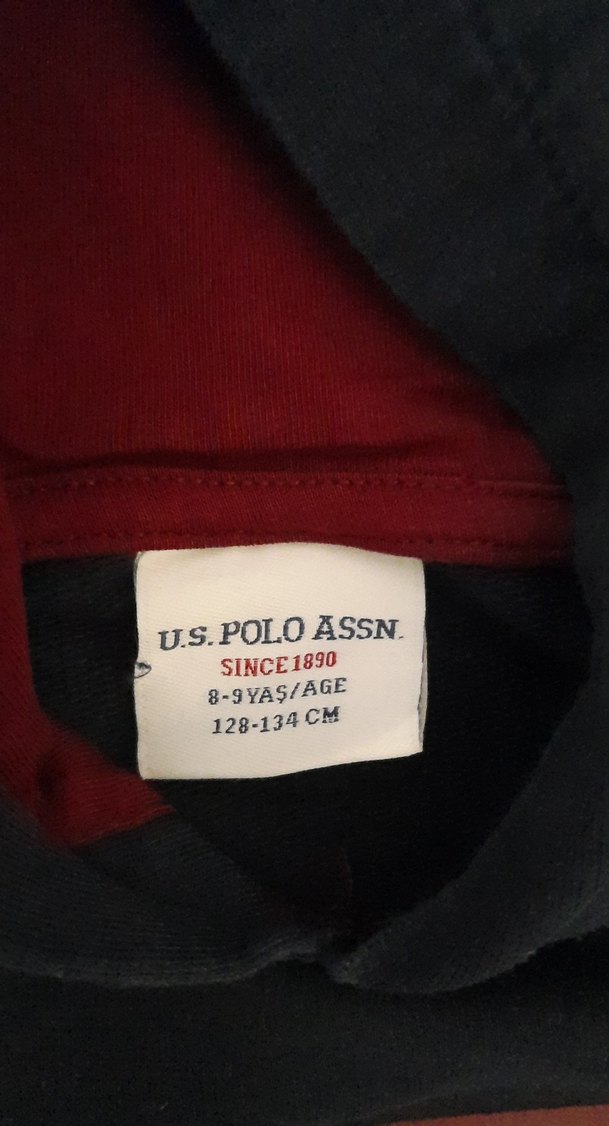 U.S. POLO ASSN.
SINCE 1890
8-9 YAŞ/AGE
128-134 CM